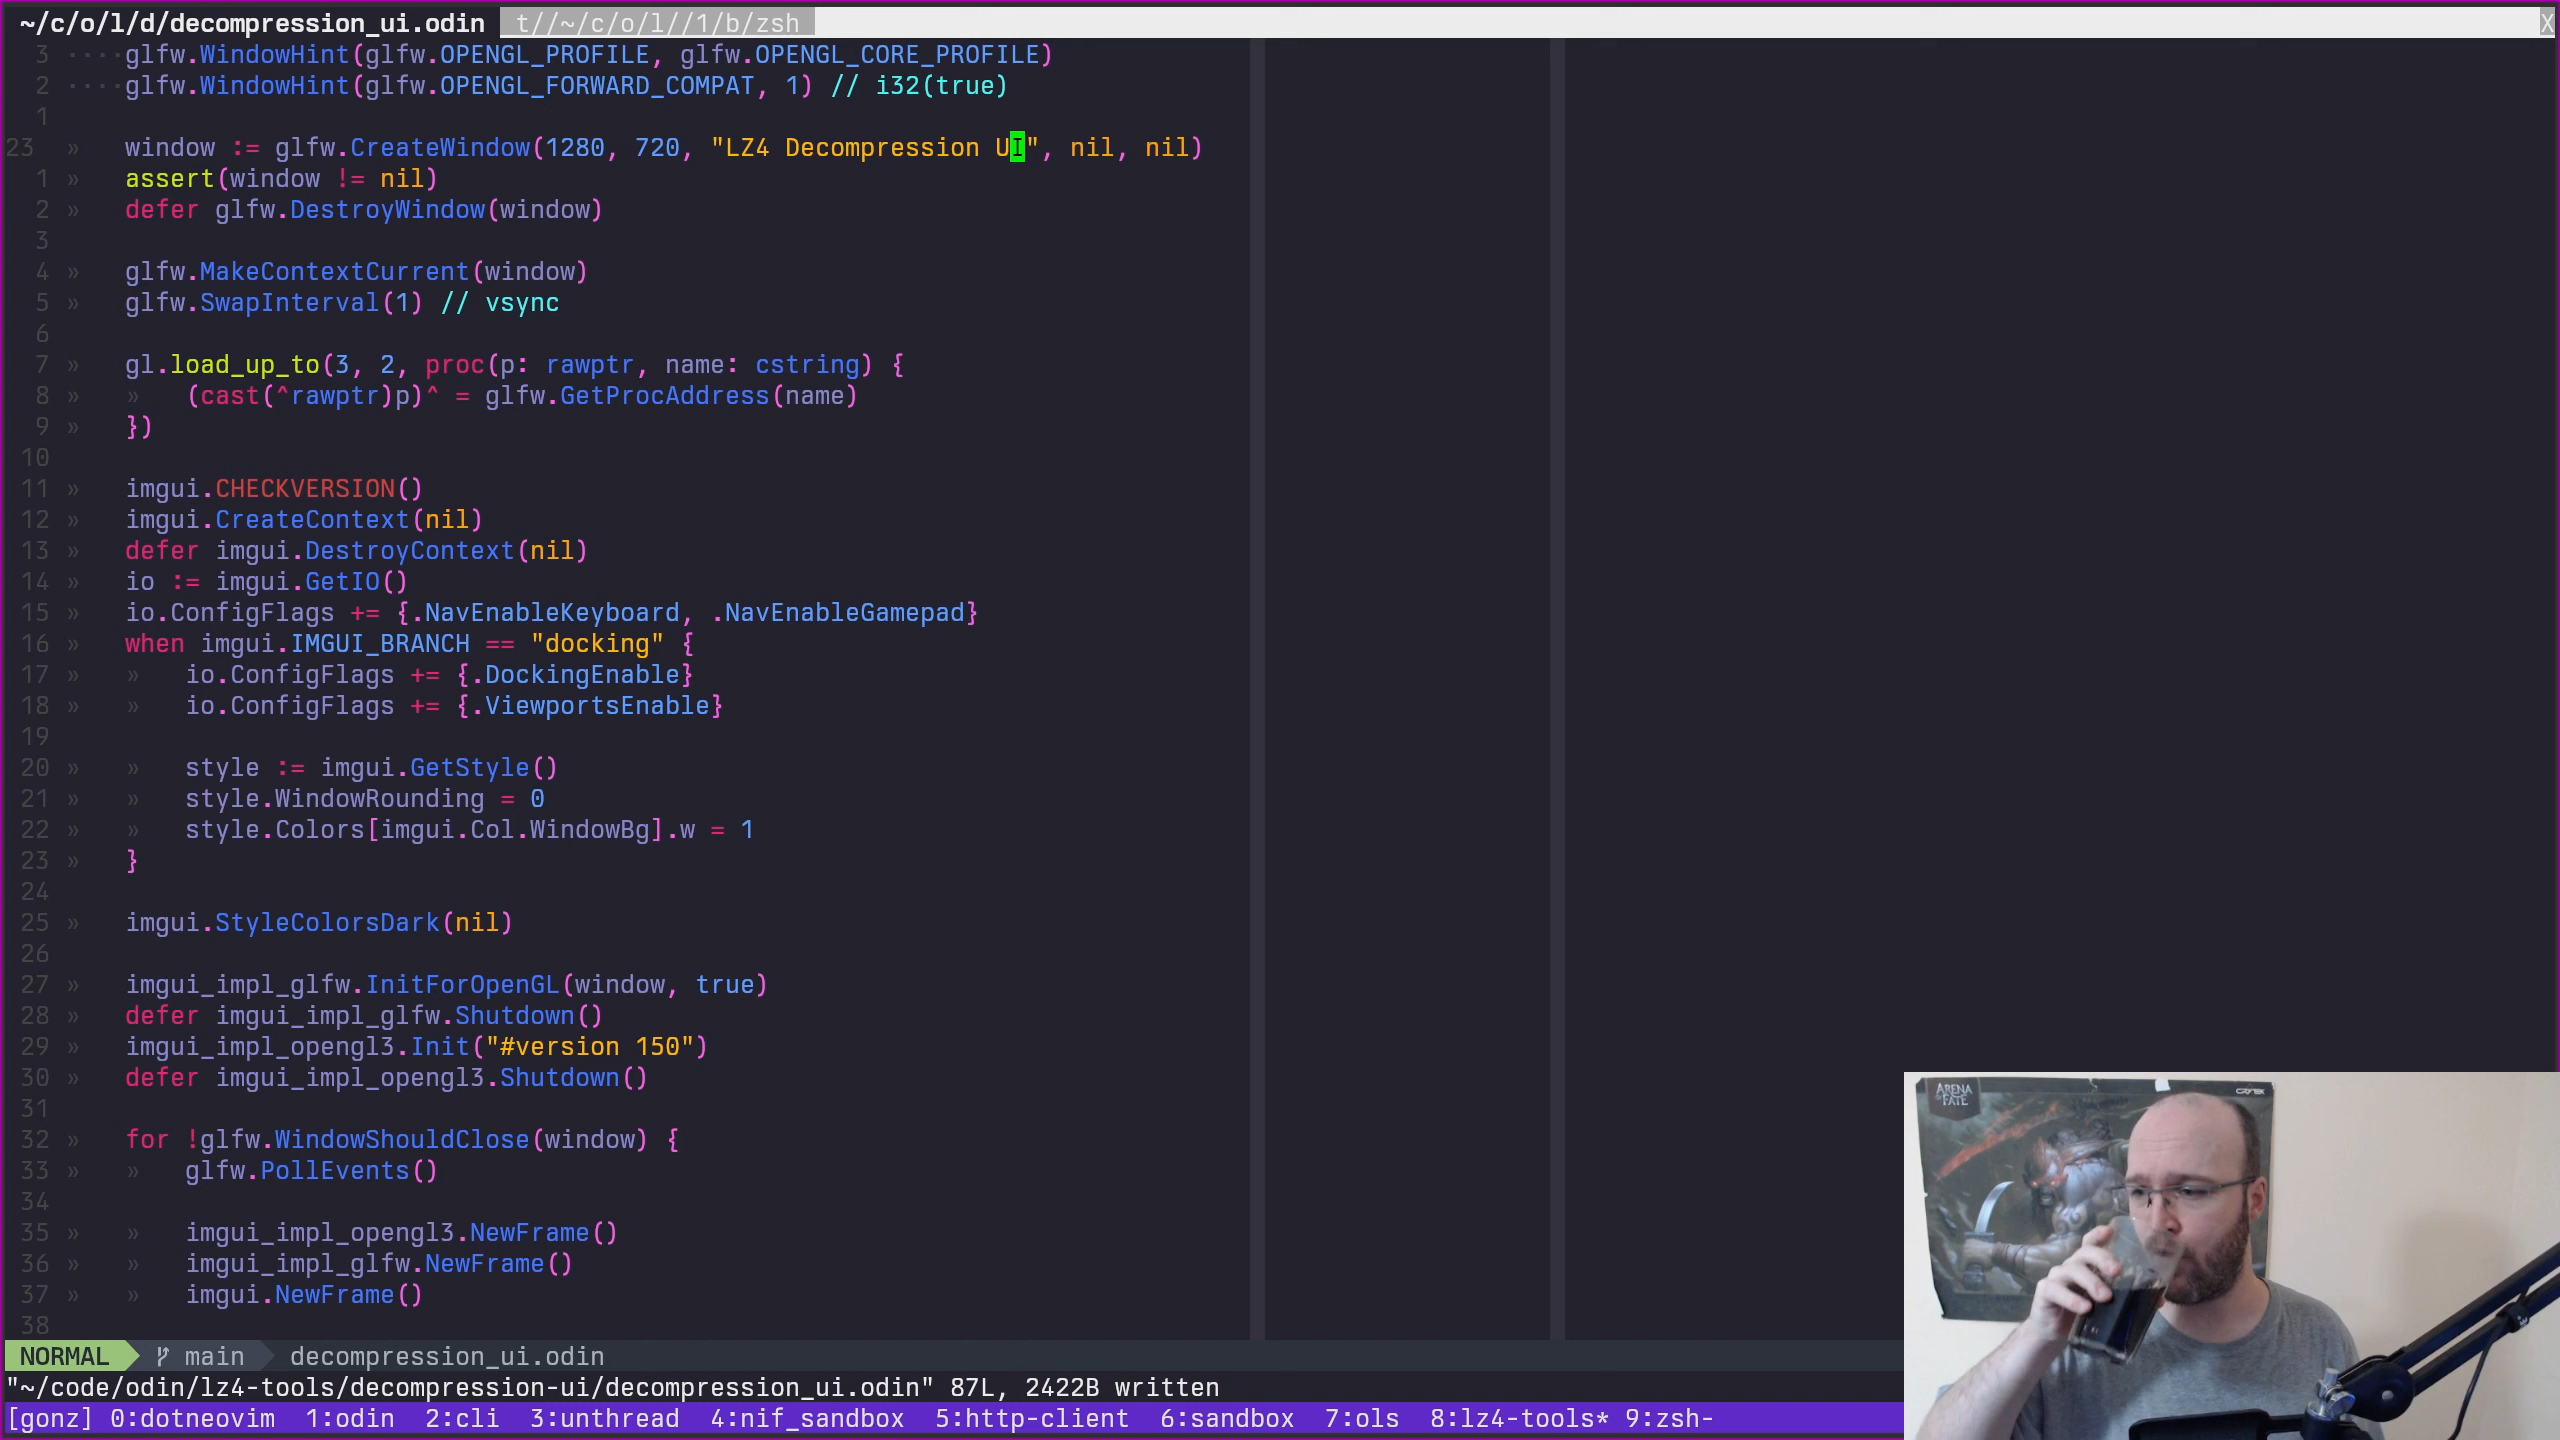 ~/c/o/l/d/decompression_ui.odin  t//~/c/o/l//1/b/zsh X
3 ····glfw.WindowHint(glfw.OPENGL_PROFILE, glfw.OPENGL_CORE_PROFILE)
2 ····glfw.WindowHint(glfw.OPENGL_FORWARD_COMPAT, 1) // i32(true)
1
23 » window := glfw.CreateWindow(1280, 720, "LZ4 Decompression UI", nil, nil)
1 » assert(window != nil)
2 » defer glfw.DestroyWindow(window)
3
4 » glfw.MakeContextCurrent(window)
5 » glfw.SwapInterval(1) // vsync
6
7 » gl.load_up_to(3, 2, proc(p: rawptr, name: cstring) {
8 » » (cast(^rawptr)p)^ = glfw.GetProcAddress(name)
9 » })
10
11 » imgui.CHECKVERSION()
12 » imgui.CreateContext(nil)
13 » defer imgui.DestroyContext(nil)
14 » io := imgui.GetIO()
15 » io.ConfigFlags += {.NavEnableKeyboard, .NavEnableGamepad}
16 » when imgui.IMGUI_BRANCH == "docking" {
17 » » io.ConfigFlags += {.DockingEnable}
18 » » io.ConfigFlags += {.ViewportsEnable}
19
20 » » style := imgui.GetStyle()
21 » » style.WindowRounding = 0
22 » » style.Colors[imgui.Col.WindowBg].w = 1
23 » }
24
25 » imgui.StyleColorsDark(nil)
26
27 » imgui_impl_glfw.InitForOpenGL(window, true)
28 » defer imgui_impl_glfw.Shutdown()
29 » imgui_impl_opengl3.Init("#version 150")
30 » defer imgui_impl_opengl3.Shutdown()
31
32 » for !glfw.WindowShouldClose(window) {
33 » » glfw.PollEvents()
34
35 » » imgui_impl_opengl3.NewFrame()
36 » » imgui_impl_glfw.NewFrame()
37 » » imgui.NewFrame()
38
NORMAL main decompression_ui.odin
"~/code/odin/lz4-tools/decompression-ui/decompression_ui.odin" 87L, 2422B written
[gonz] 0:dotneovim 1:odin 2:cli 3:unthread 4:nif_sandbox 5:http-client 6:sandbox 7:ols 8:lz4-tools* 9:zsh-
ARENA
FATE